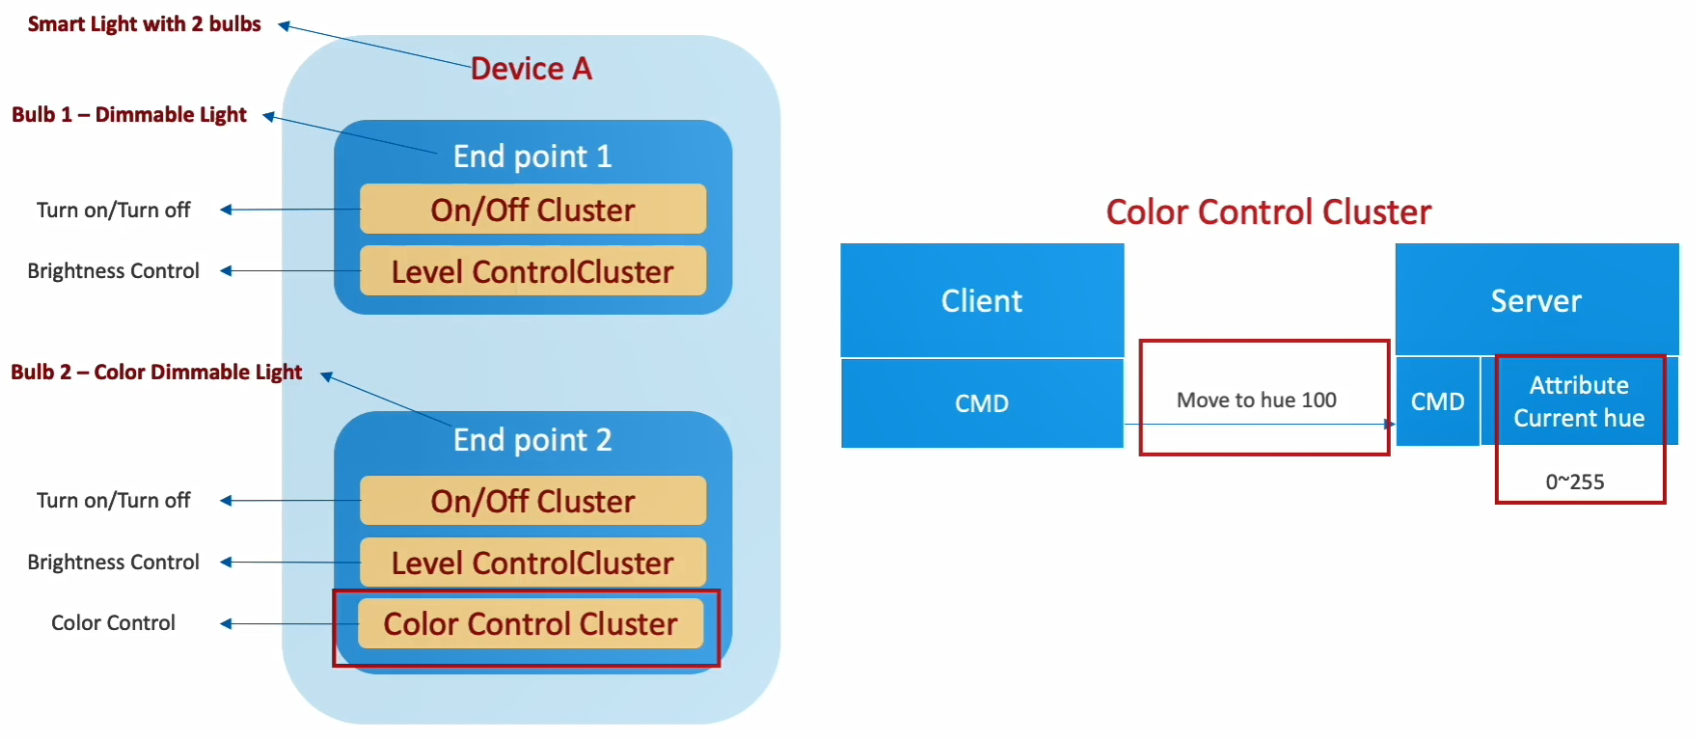 Smart Light with 2 bulbs
Device A
Bulb 1 – Dimmable Light
End point 1
Turn on/Turn off
On/Off Cluster
Brightness Control
Level ControlCluster
Bulb 2 – Color Dimmable Light
End point 2
Turn on/Turn off
On/Off Cluster
Brightness Control
Level ControlCluster
Color Control
Color Control Cluster
Color Control Cluster
Client
Server
CMD
Move to hue 100
CMD
Attribute
Current hue
0~255